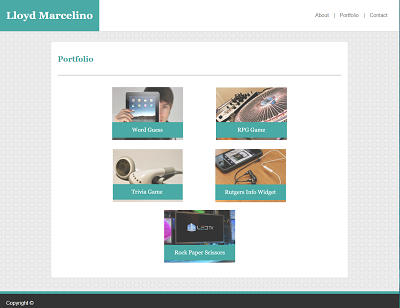 Lloyd Marcelino
About | Portfolio | Contact
Portfolio
Word Guess
RPG Game
Trivia Game
Rutgers Info Widget
Rock Paper Scissors
Copyright ©